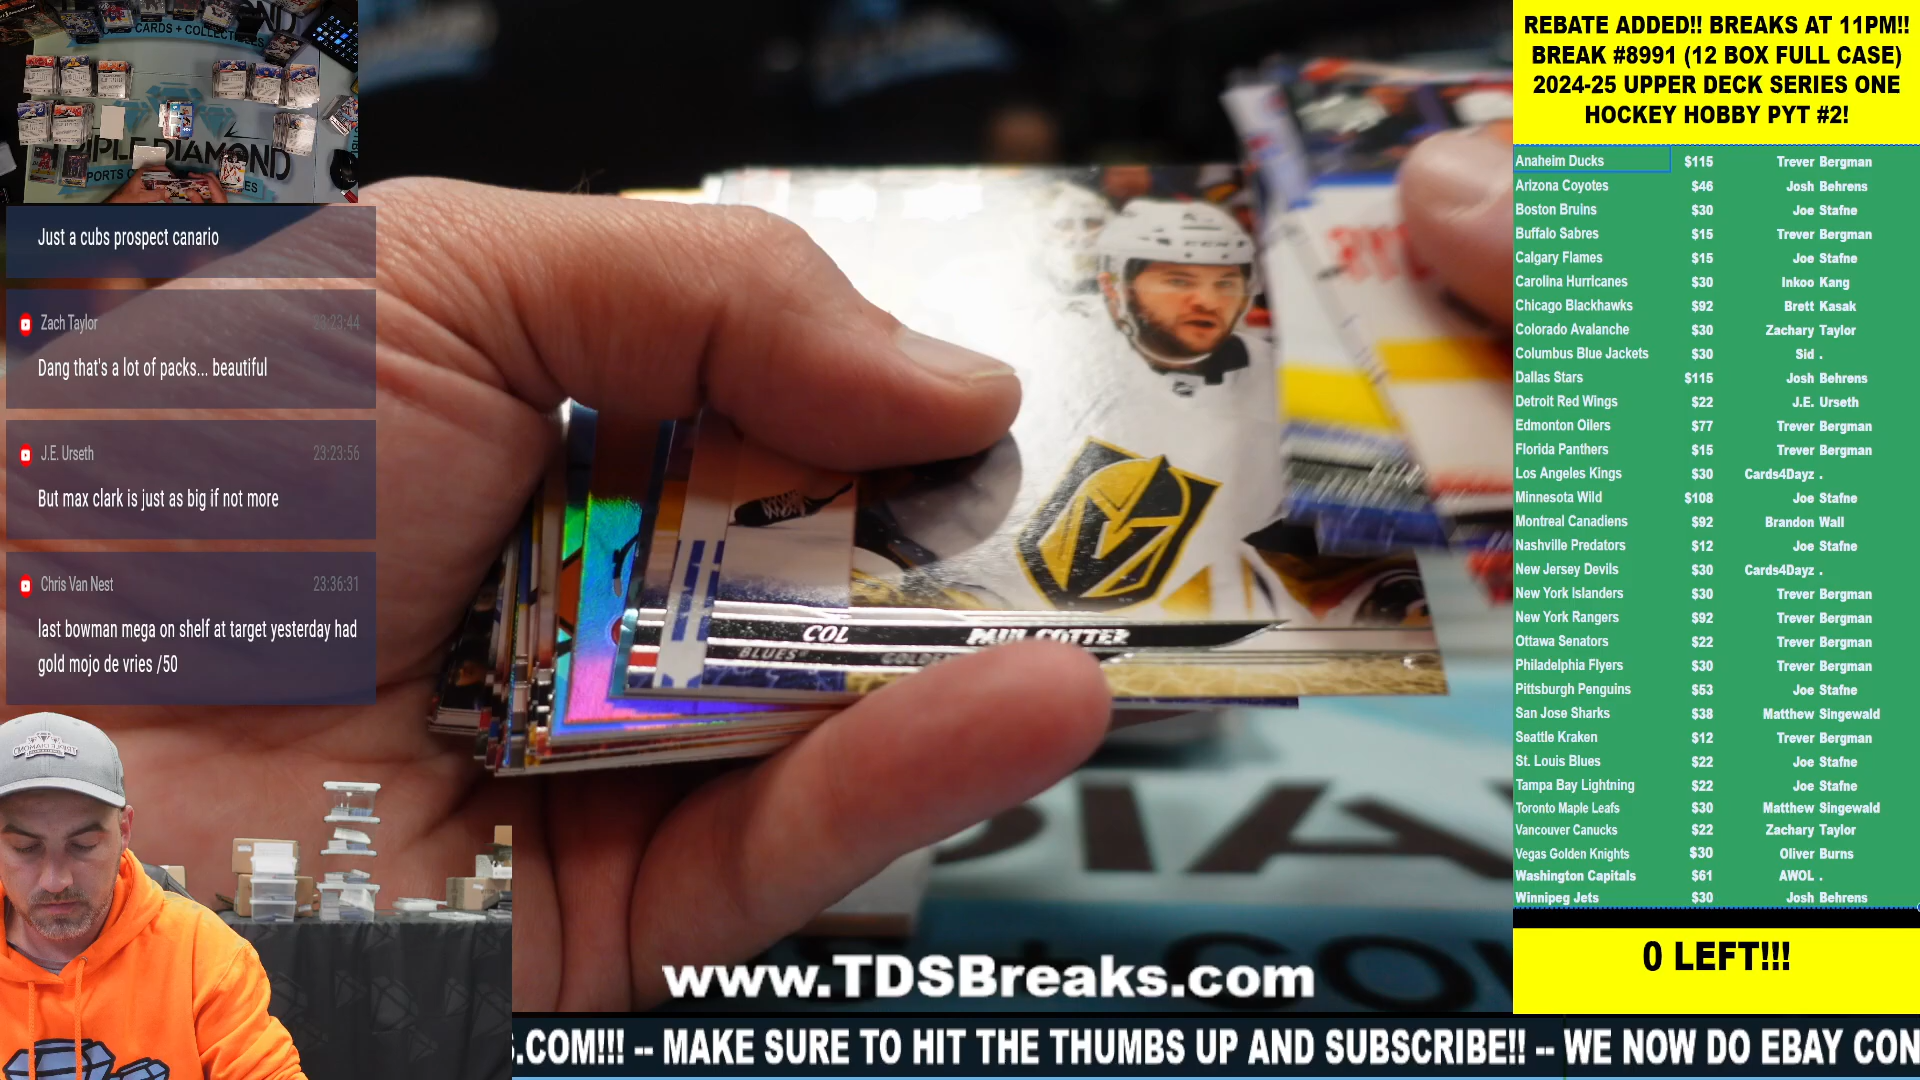 CARDS + COLLECTIBLES
TRIPLE DIAMOND
Just a cubs prospect canario
Zach Taylor
23:23:44
Dang that's a lot of packs... beautiful
J.E. Urseth
23:23:56
But max clark is just as big if not more
Chris Van Nest
23:36:31
last bowman mega on shelf at target yesterday had
gold mojo de vries /50
COL
PAUL COTTER
BLUES
REBATE ADDED!! BREAKS AT 11PM!!
BREAK #8991 (12 BOX FULL CASE)
2024-25 UPPER DECK SERIES ONE
HOCKEY HOBBY PYT #2!
Anaheim Ducks $115 Trever Bergman
Arizona Coyotes $46 Josh Behrens
Boston Bruins $30 Joe Stafne
Buffalo Sabres $15 Trever Bergman
Calgary Flames $15 Joe Stafne
Carolina Hurricanes $30 Inkoo Kang
Chicago Blackhawks $92 Brett Kasak
Colorado Avalanche $30 Zachary Taylor
Columbus Blue Jackets $30 Sid .
Dallas Stars $115 Josh Behrens
Detroit Red Wings $22 J.E. Urseth
Edmonton Oilers $77 Trever Bergman
Florida Panthers $15 Trever Bergman
Los Angeles Kings $30 Cards4Dayz .
Minnesota Wild $108 Joe Stafne
Montreal Canadiens $92 Brandon Wall
Nashville Predators $12 Joe Stafne
New Jersey Devils $30 Cards4Dayz .
New York Islanders $30 Trever Bergman
New York Rangers $92 Trever Bergman
Ottawa Senators $22 Trever Bergman
Philadelphia Flyers $30 Trever Bergman
Pittsburgh Penguins $53 Joe Stafne
San Jose Sharks $38 Matthew Singewald
Seattle Kraken $12 Trever Bergman
St. Louis Blues $22 Joe Stafne
Tampa Bay Lightning $22 Joe Stafne
Toronto Maple Leafs $30 Matthew Singewald
Vancouver Canucks $22 Zachary Taylor
Vegas Golden Knights $30 Oliver Burns
Washington Capitals $61 AWOL .
Winnipeg Jets $30 Josh Behrens
0 LEFT!!!
www.TDSBreaks.com
.COM!!! -- MAKE SURE TO HIT THE THUMBS UP AND SUBSCRIBE!! -- WE NOW DO EBAY CON